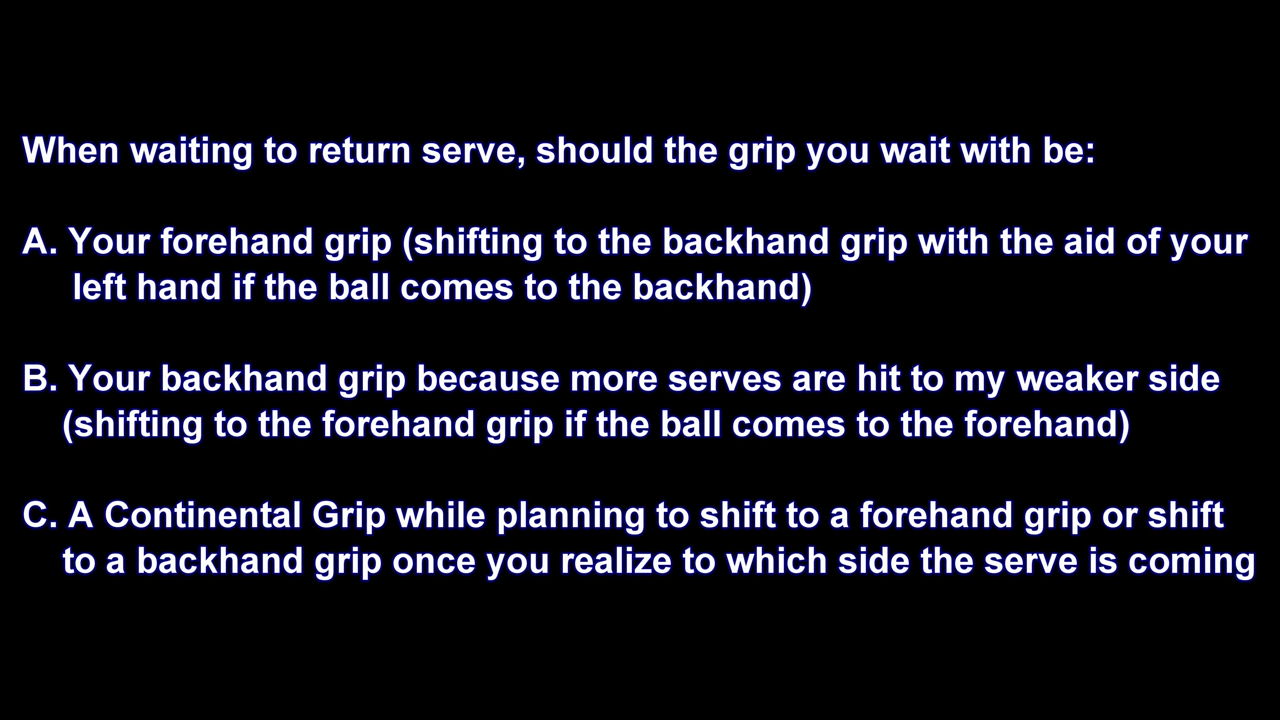 When waiting to return serve, should the grip you wait with be:
A. Your forehand grip (shifting to the backhand grip with the aid of your
left hand if the ball comes to the backhand)
B. Your backhand grip because more serves are hit to my weaker side
(shifting to the forehand grip if the ball comes to the forehand)
C. A Continental Grip while planning to shift to a forehand grip or shift
to a backhand grip once you realize to which side the serve is coming